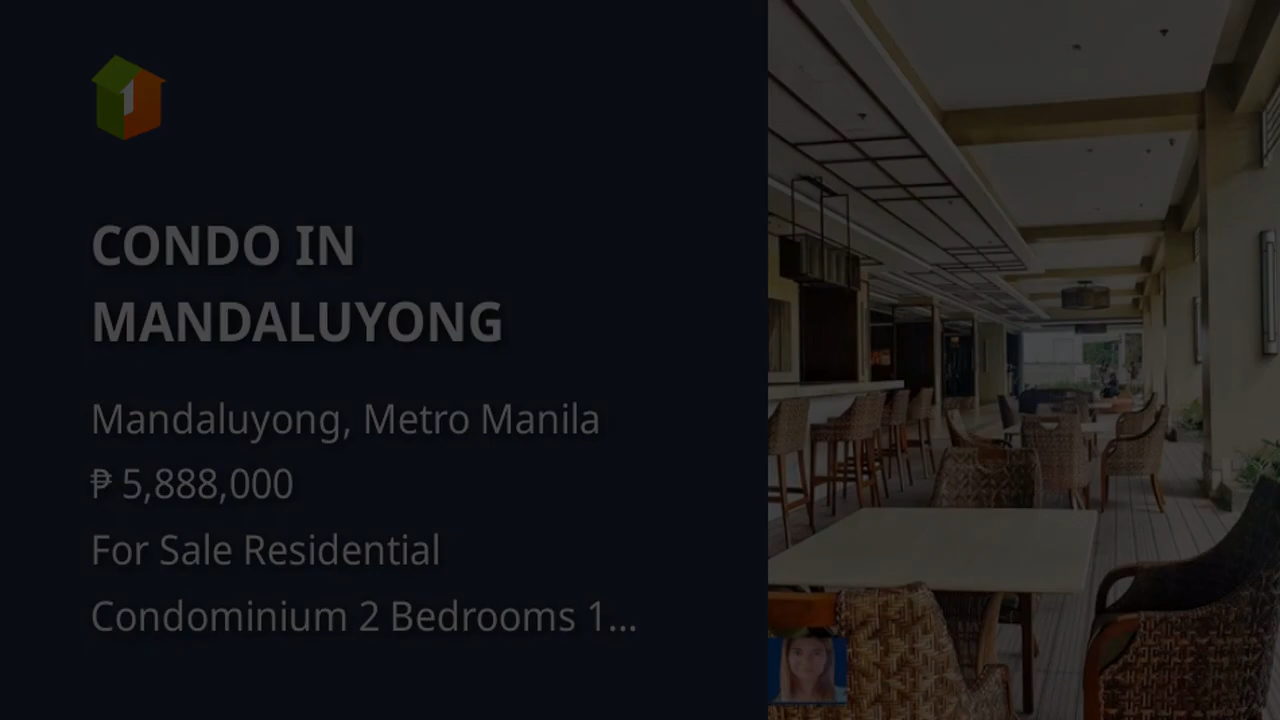 CONDO IN
MANDALUYONG
Mandaluyong, Metro Manila
₱ 5,888,000
For Sale Residential
Condominium 2 Bedrooms 1...